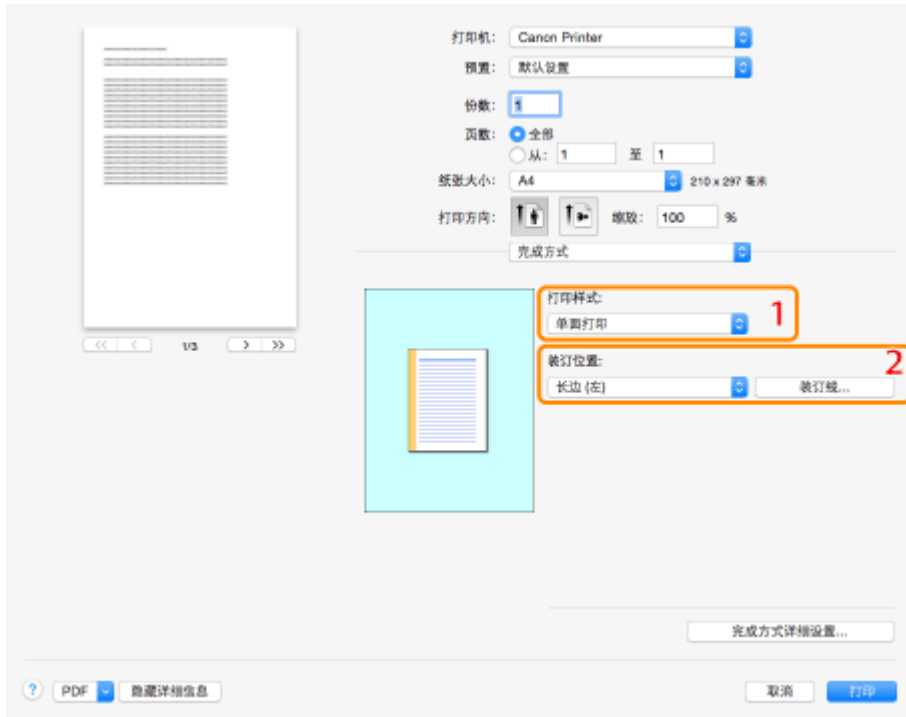 打印机: Canon Printer
预置: 默认设置
份数: 1
页数: 全部
从: 1 至 1
纸张大小: A4 210 x 297 毫米
打印方向: 缩放: 100 %
完成方式
打印样式:
单面打印 1
装订位置: 2
长边 (左) 装订线...
<< < 1/3 > >>
完成方式详细设置...
? PDF 隐藏详细信息 取消 打印